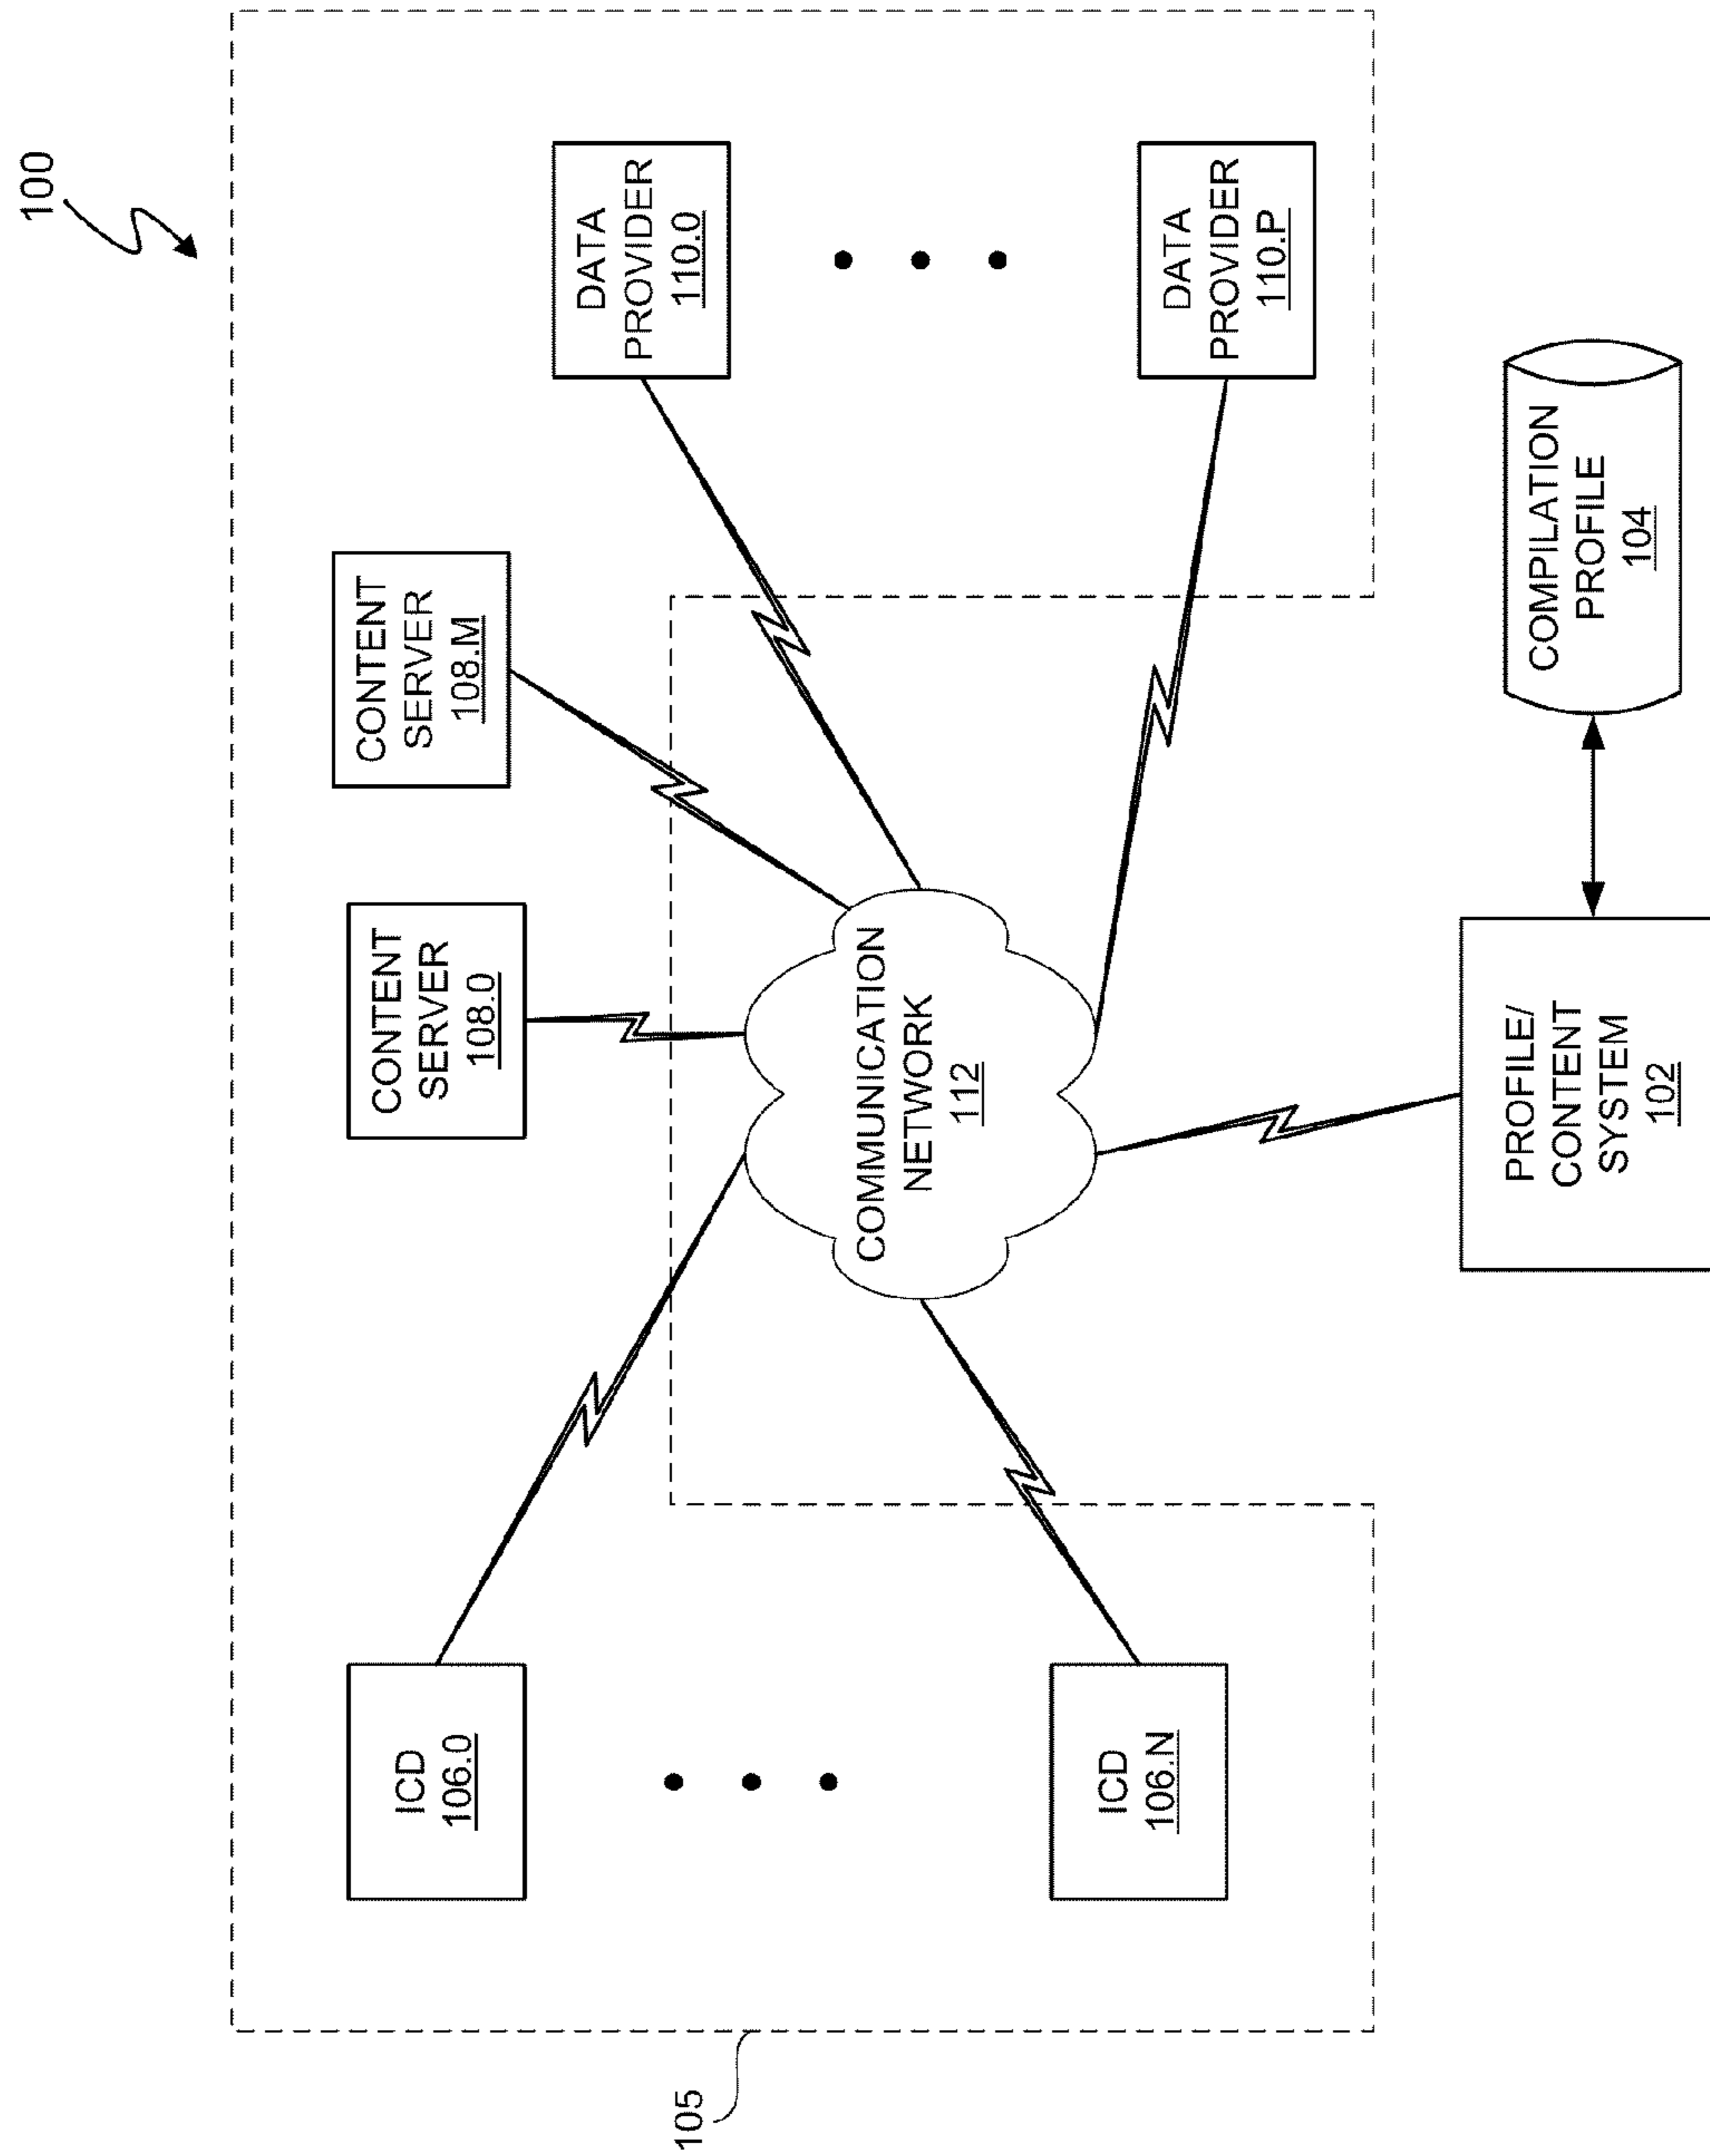 100
CONTENT
SERVER
108.M
CONTENT
SERVER
108.0
DATA
PROVIDER
110.0
ICD
106.0
COMMUNICATION
NETWORK
112
105
ICD
106.N
DATA
PROVIDER
110.P
PROFILE/
CONTENT
SYSTEM
102
COMPILATION
PROFILE
104